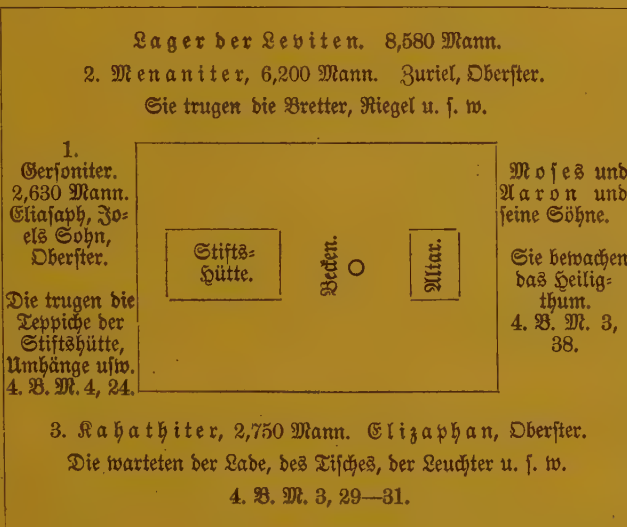 Lager der Leviten. 8,580 Mann.
2. Menaniter, 6,200 Mann. Zuriel, Oberster.
Sie trugen die Bretter, Riegel u. s. w.
1.
Gersoniter.
2,630 Mann.
Eliasaph, Jo-
els Sohn,
Oberster.
Die trugen die
Teppiche der
Stiftshütte,
Umhänge usw.
4. B. M. 4, 24.
Stifts-
Hütte.
Becken.
Altar.
Moses und
Aaron und
seine Söhne.
Sie bewachen
das Heilig-
thum.
4. B. M. 3,
38.
3. Kahathiter, 2,750 Mann. Elizaphan, Oberster.
Die warteten der Lade, des Tisches, der Leuchter u. s. w.
4. B. M. 3, 29—31.